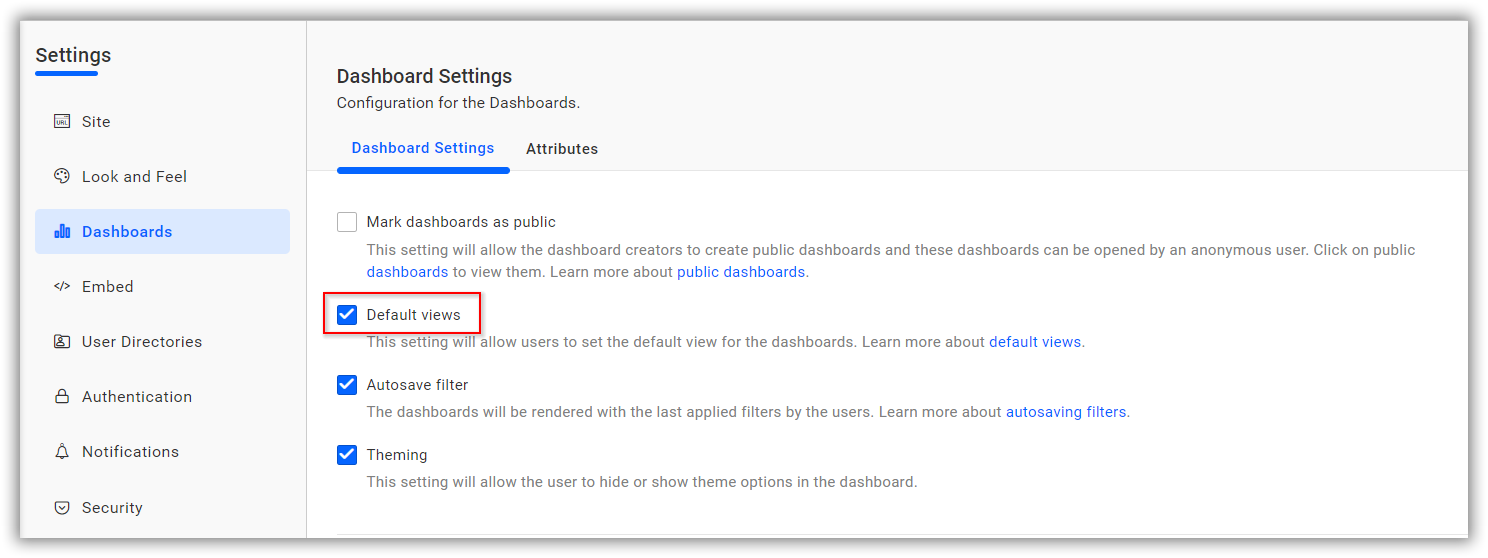 Settings
URL
Site
Look and Feel
Dashboards
</> Embed
User Directories
Authentication
Notifications
Security
Dashboard Settings
Configuration for the Dashboards.
Dashboard Settings
Attributes
Mark dashboards as public
This setting will allow the dashboard creators to create public dashboards and these dashboards can be opened by an anonymous user. Click on public
dashboards to view them. Learn more about public dashboards.
Default views
This setting will allow users to set the default view for the dashboards. Learn more about default views.
Autosave filter
The dashboards will be rendered with the last applied filters by the users. Learn more about autosaving filters.
Theming
This setting will allow the user to hide or show theme options in the dashboard.